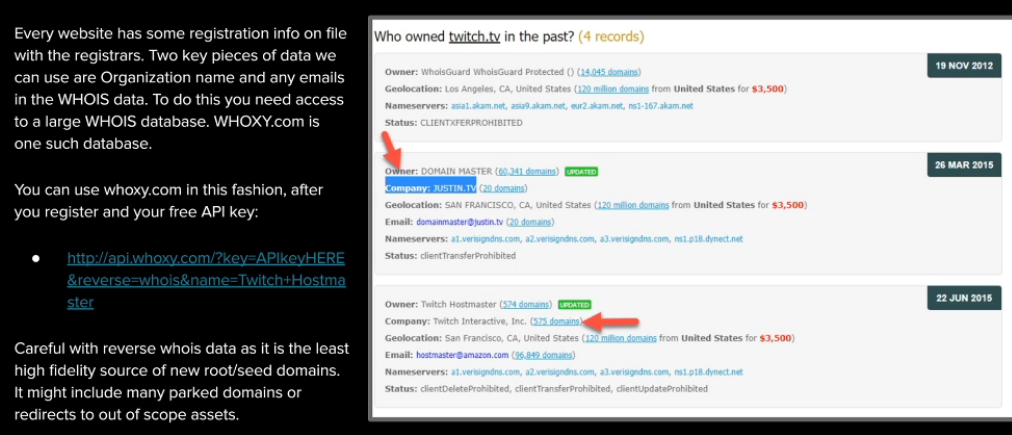 Every website has some registration info on file
with the registrars. Two key pieces of data we
can use are Organization name and any emails
in the WHOIS data. To do this you need access
to a large WHOIS database. WHOXY.com is
one such database.
You can use whoxy.com in this fashion, after
you register and your free API key:
● http://api.whoxy.com/?key=APIkeyHERE
&reverse=whois&name=Twitch+Hostma
ster
Careful with reverse whois data as it is the least
high fidelity source of new root/seed domains.
It might include many parked domains or
redirects to out of scope assets.
Who owned twitch.tv in the past? (4 records)
19 NOV 2012
Owner: WhoisGuard WhoisGuard Protected () (14,045 domains)
Geolocation: Los Angeles, CA, United States (120 million domains from United States for $3,500)
Nameservers: asia1.akam.net, asia9.akam.net, eur2.akam.net, ns1-167.akam.net
Status: CLIENTXFERPROHIBITED
26 MAR 2015
Owner: DOMAIN MASTER (60,341 domains) UPDATED
Company: JUSTIN.TV (20 domains)
Geolocation: SAN FRANCISCO, CA, United States (120 million domains from United States for $3,500)
Email: domainmaster@justin.tv (20 domains)
Nameservers: a1.verisigndns.com, a2.verisigndns.com, a3.verisigndns.com, ns1.p18.dynect.net
Status: clientTransferProhibited
22 JUN 2015
Owner: Twitch Hostmaster (574 domains) UPDATED
Company: Twitch Interactive, Inc. (575 domains)
Geolocation: San Francisco, CA, United States (120 million domains from United States for $3,500)
Email: hostmaster@amazon.com (96,849 domains)
Nameservers: a1.verisigndns.com, a2.verisigndns.com, a3.verisigndns.com, ns1.p18.dynect.net
Status: clientDeleteProhibited, clientTransferProhibited, clientUpdateProhibited